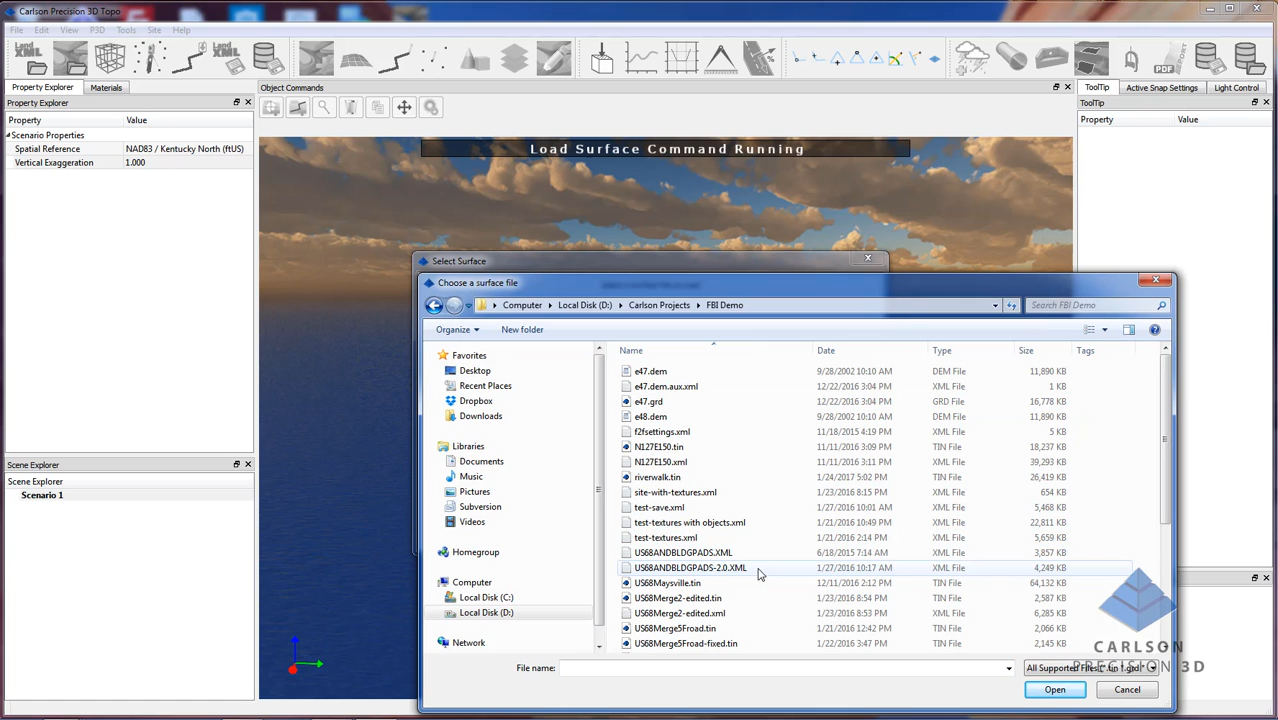 Carlson Precision 3D Topo
File Edit View P3D Tools Site Help
Property Explorer Materials
Object Commands
ToolTip Active Snap Settings Light Control
Property Explorer
ToolTip
Property Value
Property Value
Scenario Properties
Spatial Reference NAD83 / Kentucky North (ftUS)
Vertical Exaggeration 1.000
Load Surface Command Running
Select Surface
Choose a surface file
Computer Local Disk (D:) Carlson Projects FBI Demo
Search FBI Demo
Organize New folder
Name Date Type Size Tags
Favorites
Desktop
Recent Places
Dropbox
Downloads
Libraries
Documents
Music
Pictures
Subversion
Videos
Homegroup
Computer
Local Disk (C:)
Local Disk (D:)
Network
e47.dem 9/28/2002 10:10 AM DEM File 11,890 KB
e47.dem.aux.xml 12/22/2016 3:04 PM XML File 1 KB
e47.grd 12/22/2016 3:04 PM GRD File 16,778 KB
e48.dem 9/28/2002 10:10 AM DEM File 11,890 KB
f2fsettings.xml 11/18/2015 4:19 PM XML File 5 KB
N127E150.tin 11/11/2016 3:09 PM TIN File 18,237 KB
N127E150.xml 11/11/2016 3:11 PM XML File 39,293 KB
riverwalk.tin 1/24/2017 5:02 PM TIN File 26,419 KB
site-with-textures.xml 1/23/2016 8:15 PM XML File 654 KB
test-save.xml 1/27/2016 10:01 AM XML File 5,468 KB
test-textures with objects.xml 1/21/2016 10:49 PM XML File 22,811 KB
test-textures.xml 1/21/2016 2:14 PM XML File 5,659 KB
US68ANDBLDGPADS.XML 6/18/2015 7:14 AM XML File 3,857 KB
US68ANDBLDGPADS-2.0.XML 1/27/2016 10:17 AM XML File 4,249 KB
US68Maysville.tin 12/11/2016 2:12 PM TIN File 64,132 KB
US68Merge2-edited.tin 1/23/2016 8:54 PM TIN File 2,587 KB
US68Merge2-edited.xml 1/23/2016 8:53 PM XML File 6,285 KB
US68Merge5Froad.tin 1/21/2016 12:42 PM TIN File 2,066 KB
US68Merge5Froad-fixed.tin 1/22/2016 3:47 PM TIN File 2,145 KB
File name:
All Supported Files (*.tin *.grd
Open Cancel
Scene Explorer
Scene Explorer
Scenario 1
CARLSON
PRECISION 3D
Land XML
Land XML
PDF EXPORT